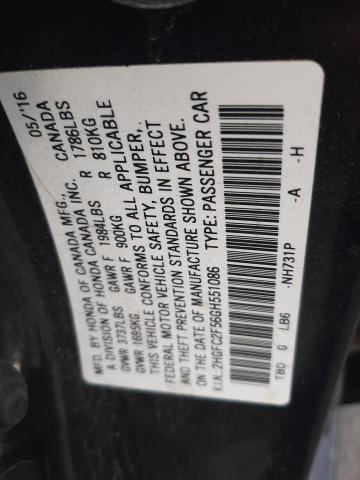 MFD. BY HONDA OF CANADA MFG., 05/'16
A DIVISION OF HONDA CANADA INC. CANADA
GAWR F 1984LBS R 1786LBS
GVWR 3737LBS GAWR F 900KG R 810KG
GVWR 1695KG
THIS VEHICLE CONFORMS TO ALL APPLICABLE
FEDERAL MOTOR VEHICLE SAFETY, BUMPER,
AND THEFT PREVENTION STANDARDS IN EFFECT
ON THE DATE OF MANUFACTURE SHOWN ABOVE.
V.I.N.:2HGFC2F56GH551086 TYPE: PASSENGER CAR
TBD G LB6 -NH731P -A -H